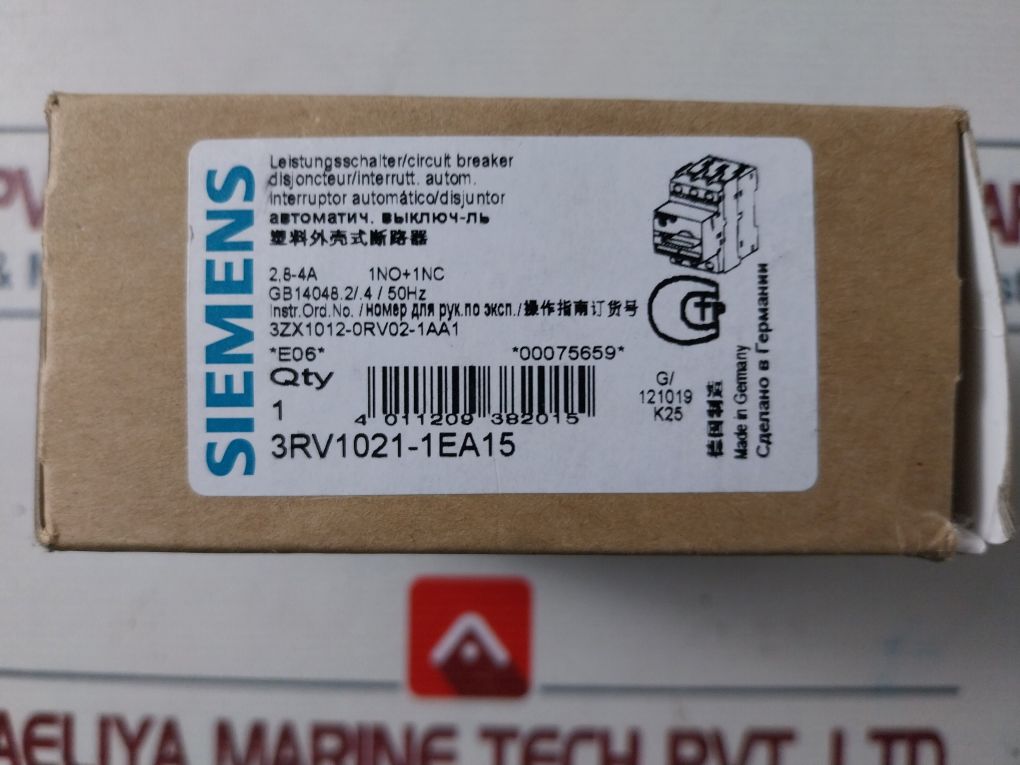 SIEMENS
Leistungsschalter/circuit breaker
disjoncteur/interrutt. autom.
interruptor automático/disjuntor
автоматич. выключ-ль
塑料外壳式断路器
2,8-4A 1NO+1NC
GB14048.2/.4 / 50Hz
Instr.Ord.No. /номер для рук.по эксп./操作指南订货号
3ZX1012-0RV02-1AA1
*E06* *00075659*
Qty
1
4 011209 382015
3RV1021-1EA15
G/
121019
K25
德国制造
Made in Germany
Сделано в Германии
AELIYA MARINE TECH PVT. LTD